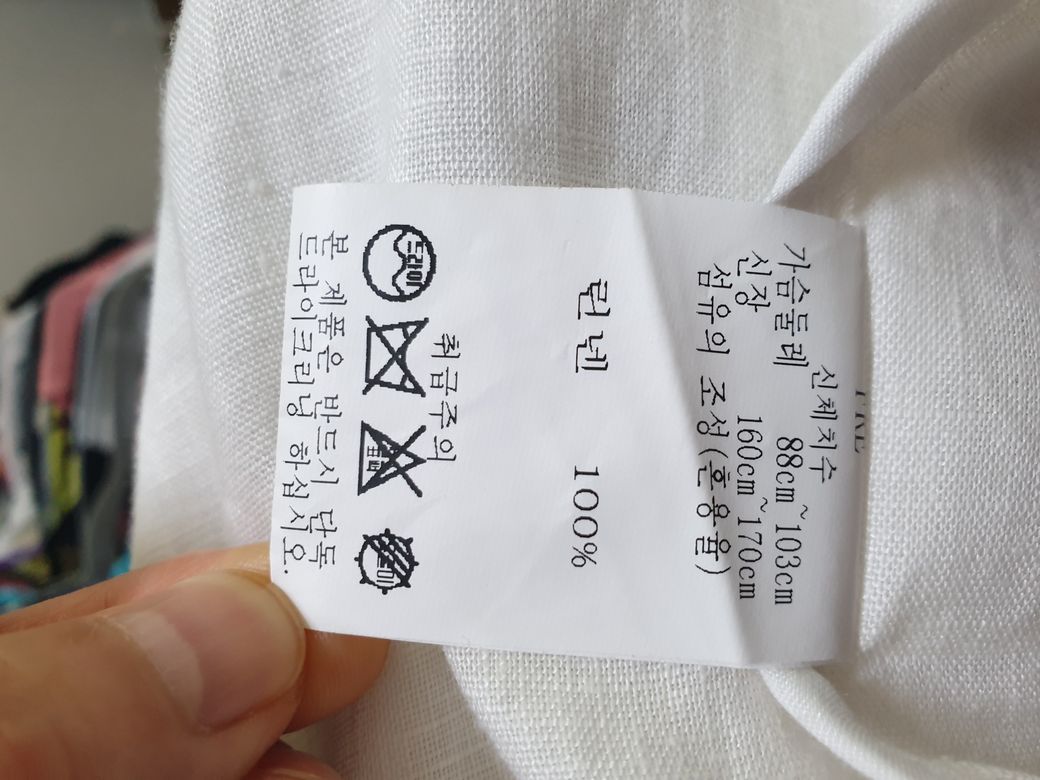 신체치수
가슴둘레 88cm~103cm
신장 160cm~170cm
섬유의 조성(혼용율)
린넨 100%
취급주의
드라이
본 제품은 반드시 단독
드라이크리닝 하십시오.